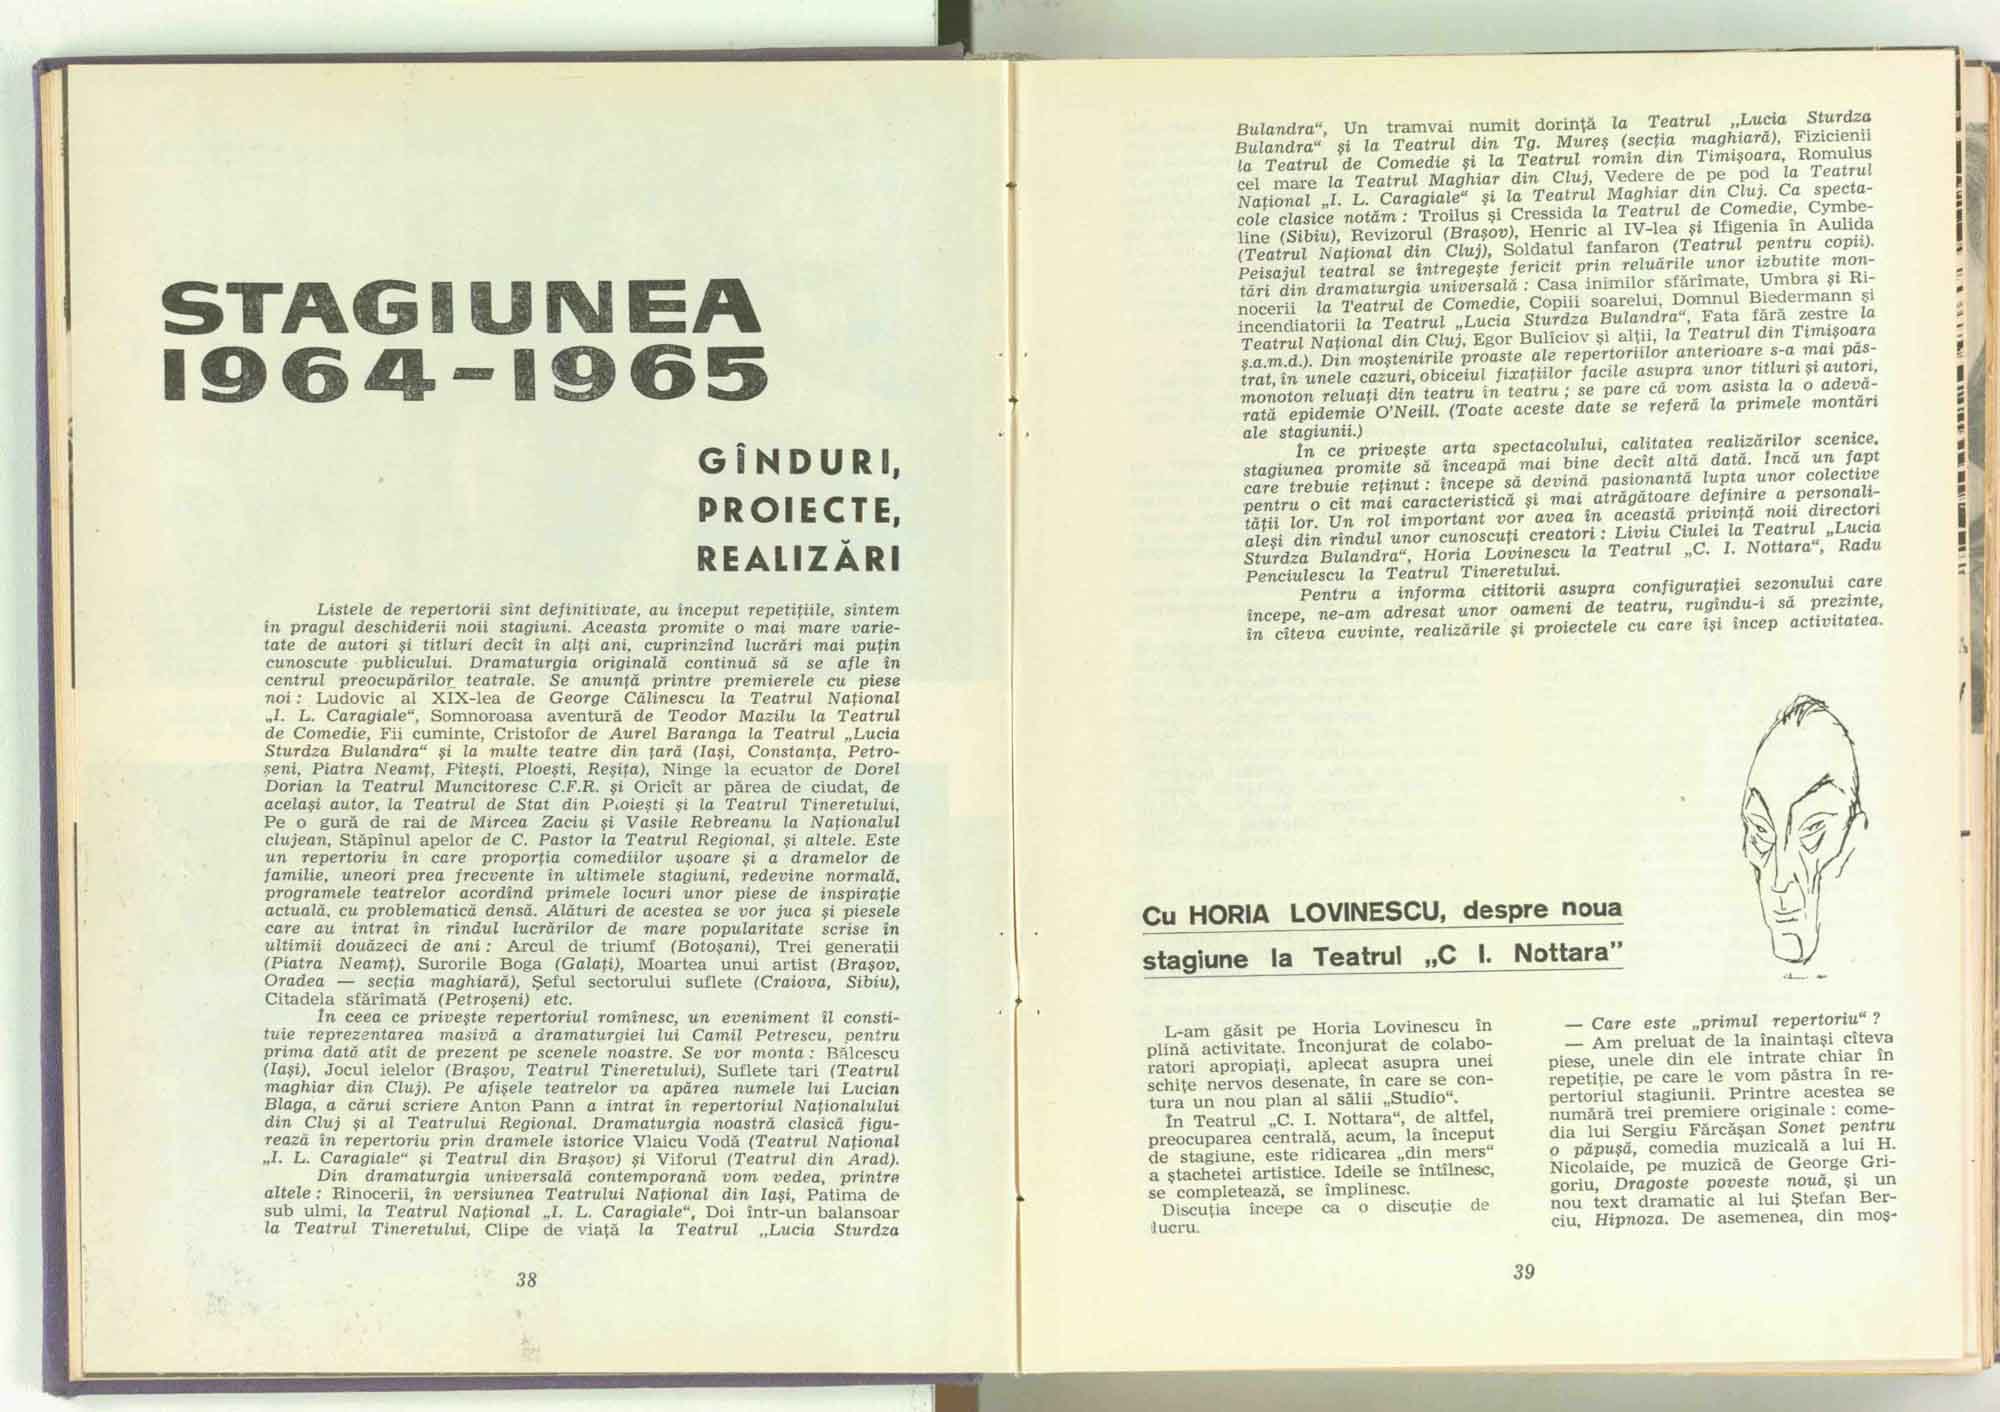 STAGIUNEA
1964-1965
GÎNDURI,
PROIECTE,
REALIZĂRI
Listele de repertorii sînt definitivate, au început repetițiile, sîntem
în pragul deschiderii noii stagiuni. Aceasta promite o mai mare varie-
tate de autori și titluri decît în alți ani, cuprinzînd lucrări mai puțin
cunoscute publicului. Dramaturgia originală continuă să se afle în
centrul preocupărilor teatrale. Se anunță printre premierele cu piese
noi : Ludovic al XIX-lea de George Călinescu la Teatrul Național
„I. L. Caragiale“, Somnoroasa aventură de Teodor Mazilu la Teatrul
de Comedie, Fii cuminte, Cristofor de Aurel Baranga la Teatrul „Lucia
Sturdza Bulandra“ și la multe teatre din țară (Iași, Constanța, Petro-
șeni, Piatra Neamț, Pitești, Ploești, Reșița), Ninge la ecuator de Dorel
Dorian la Teatrul Muncitoresc C.F.R. și Oricît ar părea de ciudat, de
același autor, la Teatrul de Stat din Ploiești și la Teatrul Tineretului,
Pe o gură de rai de Mircea Zaciu și Vasile Rebreanu la Naționalul
clujean, Stăpînul apelor de C. Pastor la Teatrul Regional, și altele. Este
un repertoriu în care proporția comediilor ușoare și a dramelor de
familie, uneori prea frecvente în ultimele stagiuni, redevine normală,
programele teatrelor acordînd primele locuri unor piese de inspirație
actuală, cu problematică densă. Alături de acestea se vor juca și piesele
care au intrat în rîndul lucrărilor de mare popularitate scrise în
ultimii douăzeci de ani : Arcul de triumf (Botoșani), Trei generatii
(Piatra Neamț), Surorile Boga (Galați), Moartea unui artist (Brașov,
Oradea — secția maghiară), Șeful sectorului suflete (Craiova, Sibiu),
Citadela sfărîmată (Petroșeni) etc.
În ceea ce privește repertoriul romînesc, un eveniment îl consti-
tuie reprezentarea masivă a dramaturgiei lui Camil Petrescu, pentru
prima dată atît de prezent pe scenele noastre. Se vor monta : Bălcescu
(Iași), Jocul ielelor (Brașov, Teatrul Tineretului), Suflete tari (Teatrul
maghiar din Cluj). Pe afișele teatrelor va apărea numele lui Lucian
Blaga, a cărui scriere Anton Pann a intrat în repertoriul Naționalului
din Cluj și al Teatrului Regional. Dramaturgia noastră clasică figu-
rează în repertoriu prin dramele istorice Vlaicu Vodă (Teatrul Național
„I. L. Caragiale“ și Teatrul din Brașov) și Viforul (Teatrul din Arad).
Din dramaturgia universală contemporană vom vedea, printre
altele : Rinocerii, în versiunea Teatrului Național din Iași, Patima de
sub ulmi, la Teatrul Național „I. L. Caragiale“, Doi într-un balansoar
la Teatrul Tineretului, Clipe de viață la Teatrul „Lucia Sturdza
38
Bulandra“, Un tramvai numit dorință la Teatrul „Lucia Sturdza
Bulandra“ și la Teatrul din Tg. Mureș (secția maghiară), Fizicienii
la Teatrul de Comedie și la Teatrul romîn din Timișoara, Romulus
cel mare la Teatrul Maghiar din Cluj, Vedere de pe pod la Teatrul
Național „I. L. Caragiale“ și la Teatrul Maghiar din Cluj. Ca specta-
cole clasice notăm : Troilus și Cressida la Teatrul de Comedie, Cymbe-
line (Sibiu), Revizorul (Brașov), Henric al IV-lea și Ifigenia în Aulida
(Teatrul Național din Cluj), Soldatul fanfaron (Teatrul pentru copii).
Peisajul teatral se întregește fericit prin reluările unor izbutite mon-
tări din dramaturgia universală : Casa inimilor sfărîmate, Umbra și Ri-
nocerii la Teatrul de Comedie, Copiii soarelui, Domnul Biedermann și
incendiatorii la Teatrul „Lucia Sturdza Bulandra“, Fata fără zestre la
Teatrul Național din Cluj, Egor Buliciov și alții, la Teatrul din Timișoara
ș.a.m.d.). Din moștenirile proaste ale repertoriilor anterioare s-a mai păs-
trat, în unele cazuri, obiceiul fixațiilor facile asupra unor titluri și autori,
monoton reluați din teatru în teatru ; se pare că vom asista la o adevă-
rată epidemie O'Neill. (Toate aceste date se referă la primele montări
ale stagiunii.)
În ce privește arta spectacolului, calitatea realizărilor scenice,
stagiunea promite să înceapă mai bine decît altă dată. Încă un fapt
care trebuie reținut : începe să devină pasionantă lupta unor colective
pentru o cit mai caracteristică și mai atrăgătoare definire a personali-
tății lor. Un rol important vor avea în această privință noii directori
aleși din rîndul unor cunoscuți creatori : Liviu Ciulei la Teatrul „Lucia
Sturdza Bulandra“, Horia Lovinescu la Teatrul „C. I. Nottara“, Radu
Penciulescu la Teatrul Tineretului.
Pentru a informa cititorii asupra configurației sezonului care
începe, ne-am adresat unor oameni de teatru, rugîndu-i să prezinte,
în cîteva cuvinte, realizările și proiectele cu care își încep activitatea.
Cu HORIA LOVINESCU, despre noua
stagiune la Teatrul „C I. Nottara”
L-am găsit pe Horia Lovinescu în
plină activitate. Înconjurat de colabo-
ratori apropiați, aplecat asupra unei
schițe nervos desenate, în care se con-
tura un nou plan al sălii „Studio“.
În Teatrul „C. I. Nottara“, de altfel,
preocuparea centrală, acum, la început
de stagiune, este ridicarea „din mers“
a ștachetei artistice. Ideile se întîlnesc,
se completează, se împlinesc.
Discuția începe ca o discuție de
lucru.
— Care este „primul repertoriu“ ?
— Am preluat de la înaintași cîteva
piese, unele din ele intrate chiar în
repetiție, pe care le vom păstra în re-
pertoriul stagiunii. Printre acestea se
numără trei premiere originale : come-
dia lui Sergiu Fărcășan Sonet pentru
o păpușă, comedia muzicală a lui H.
Nicolaide, pe muzică de George Gri-
goriu, Dragoste poveste nouă, și un
nou text dramatic al lui Ștefan Ber-
ciu, Hipnoza. De asemenea, din moș-
39